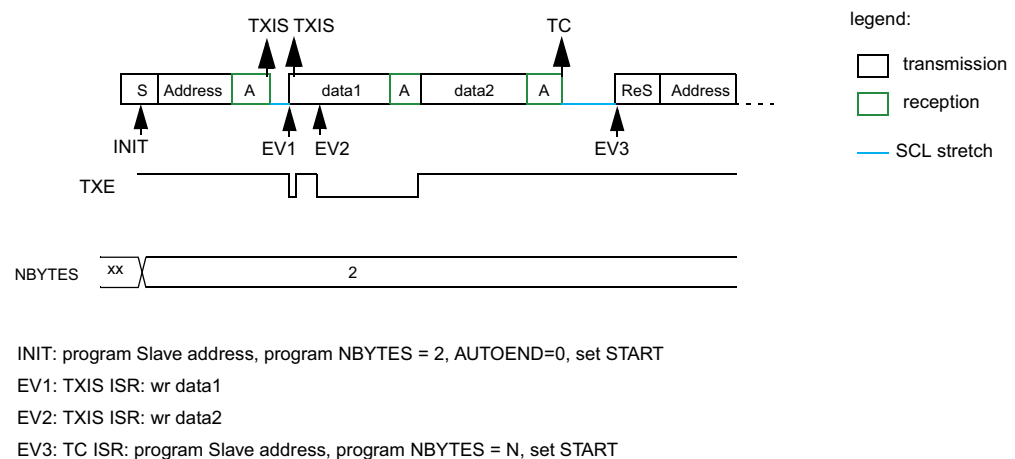 TXIS TXIS TC
legend:
transmission
reception
SCL stretch
S Address A data1 A data2 A ReS Address
INIT EV1 EV2 EV3
TXE
NBYTES xx 2
INIT: program Slave address, program NBYTES = 2, AUTOEND=0, set START
EV1: TXIS ISR: wr data1
EV2: TXIS ISR: wr data2
EV3: TC ISR: program Slave address, program NBYTES = N, set START